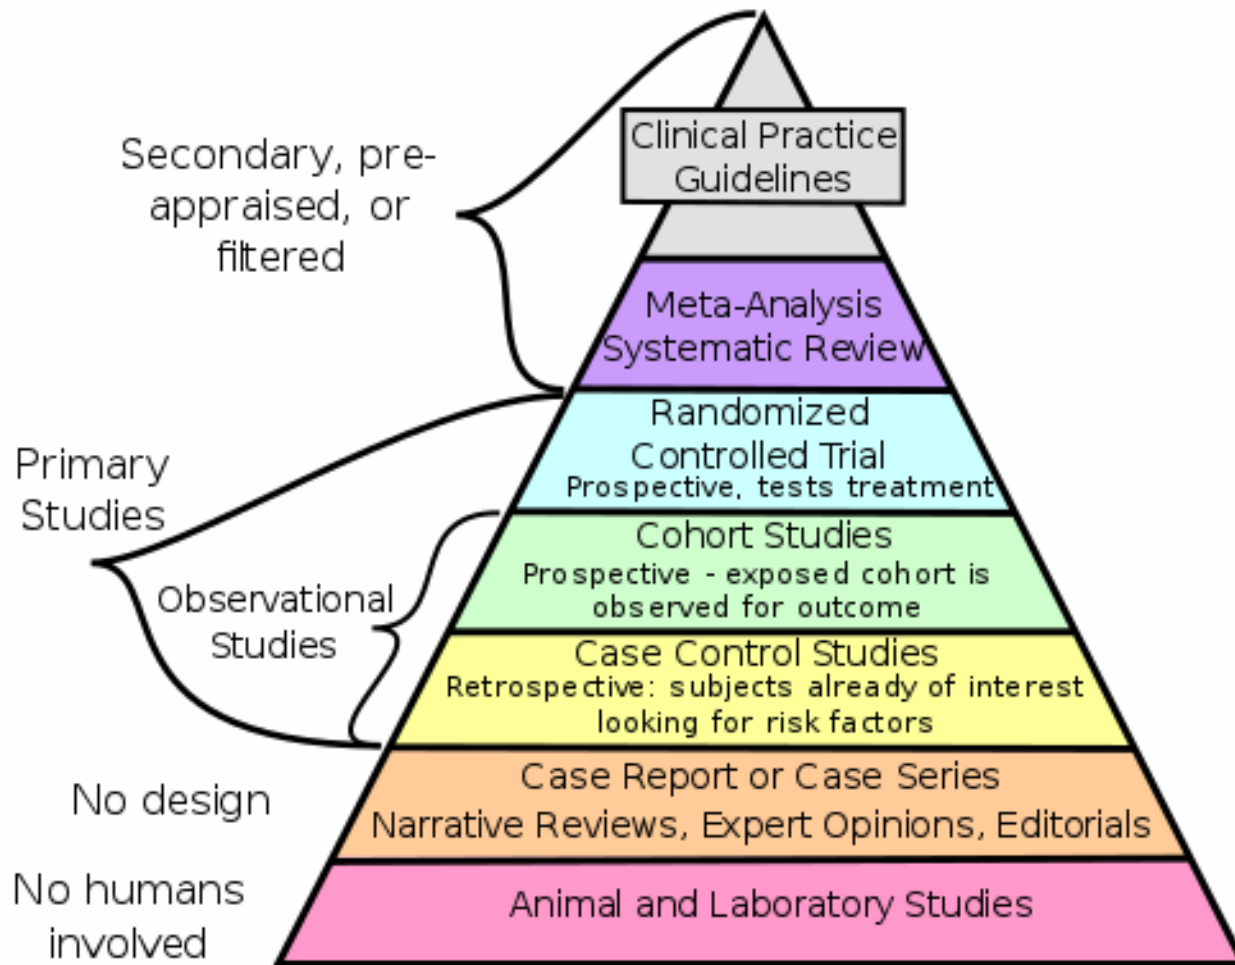 Clinical Practice
Guidelines
Secondary, pre-
appraised, or
filtered
Meta-Analysis
Systematic Review
Randomized
Controlled Trial
Prospective, tests treatment
Primary
Studies
Cohort Studies
Prospective - exposed cohort is
observed for outcome
Observational
Studies
Case Control Studies
Retrospective: subjects already of interest
looking for risk factors
No design
Case Report or Case Series
Narrative Reviews, Expert Opinions, Editorials
No humans
involved
Animal and Laboratory Studies